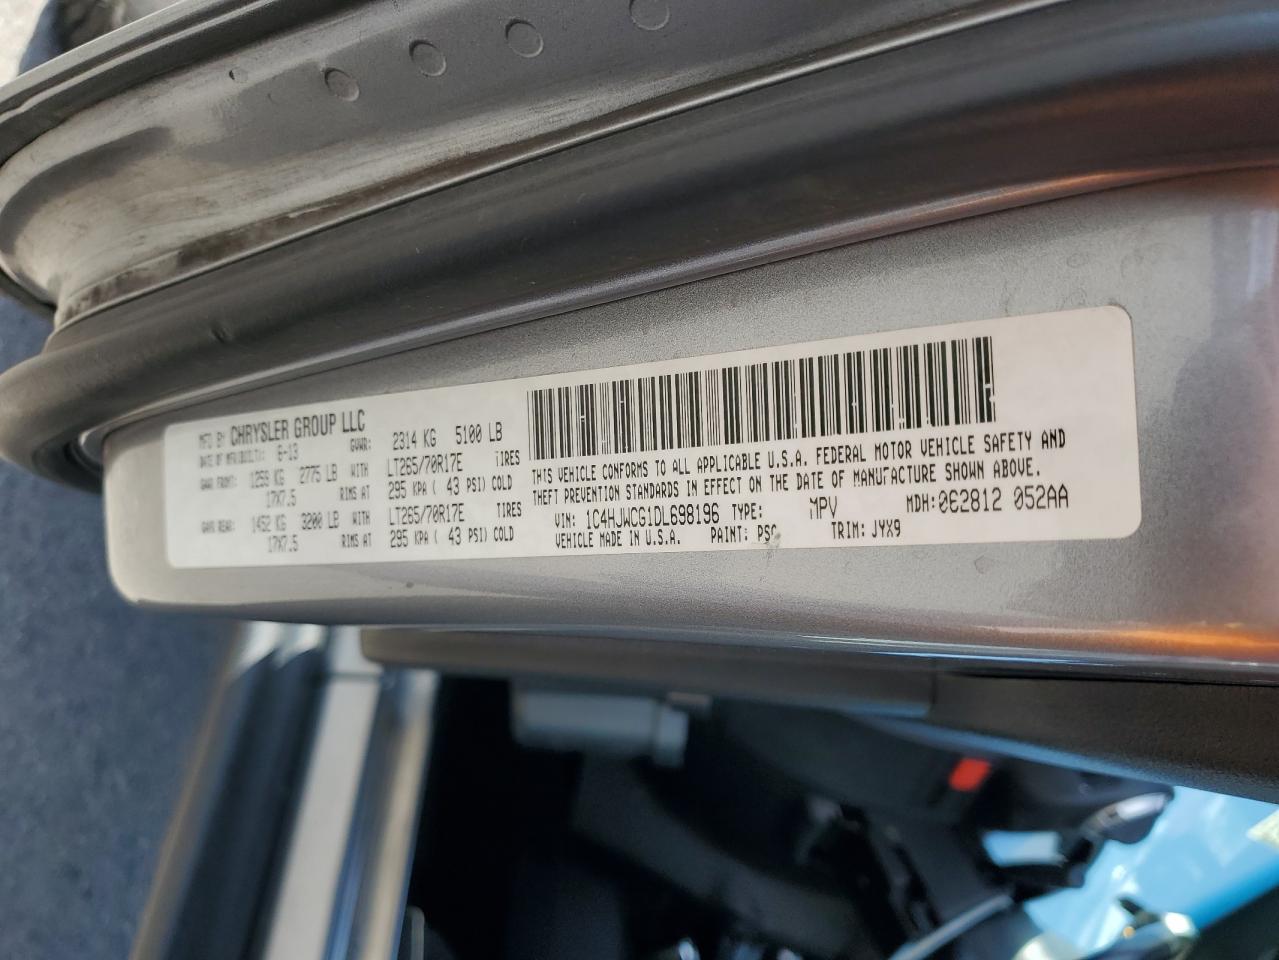 MFD BY CHRYSLER GROUP LLC
DATE OF MFR/BUILT: 6-13 GVWR: 2314 KG 5100 LB
GAWR FRONT: 1255 KG 2775 LB WITH LT265/70R17E TIRES
17X7.5 RIMS AT 295 KPA ( 43 PSI) COLD
GAWR REAR: 1452 KG 3200 LB WITH LT265/70R17E TIRES
17X7.5 RIMS AT 295 KPA ( 43 PSI) COLD
THIS VEHICLE CONFORMS TO ALL APPLICABLE U.S.A. FEDERAL MOTOR VEHICLE SAFETY AND
THEFT PREVENTION STANDARDS IN EFFECT ON THE DATE OF MANUFACTURE SHOWN ABOVE.
VIN: 1C4HJWCG1DL698196 TYPE: MPV MDH: 062812 052AA
VEHICLE MADE IN U.S.A. PAINT: TRIM: JYX9